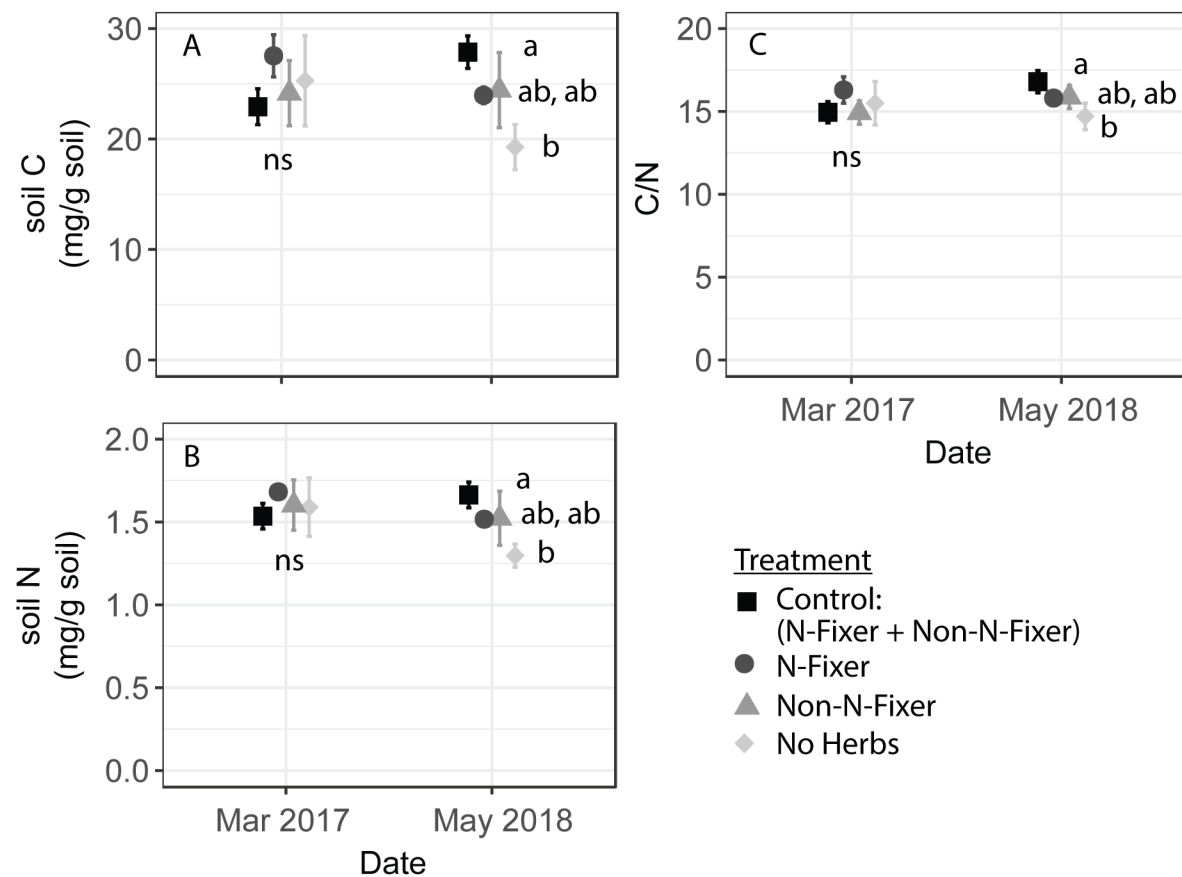 A
30
20
10
0
soil C
(mg/g soil)
a
ab, ab
b
ns
C
20
15
10
5
0
C/N
a
ab, ab
b
ns
Mar 2017
May 2018
Date
B
2.0
1.5
1.0
0.5
0.0
soil N
(mg/g soil)
a
ab, ab
b
ns
Mar 2017
May 2018
Date
Treatment
Control:
(N-Fixer + Non-N-Fixer)
N-Fixer
Non-N-Fixer
No Herbs